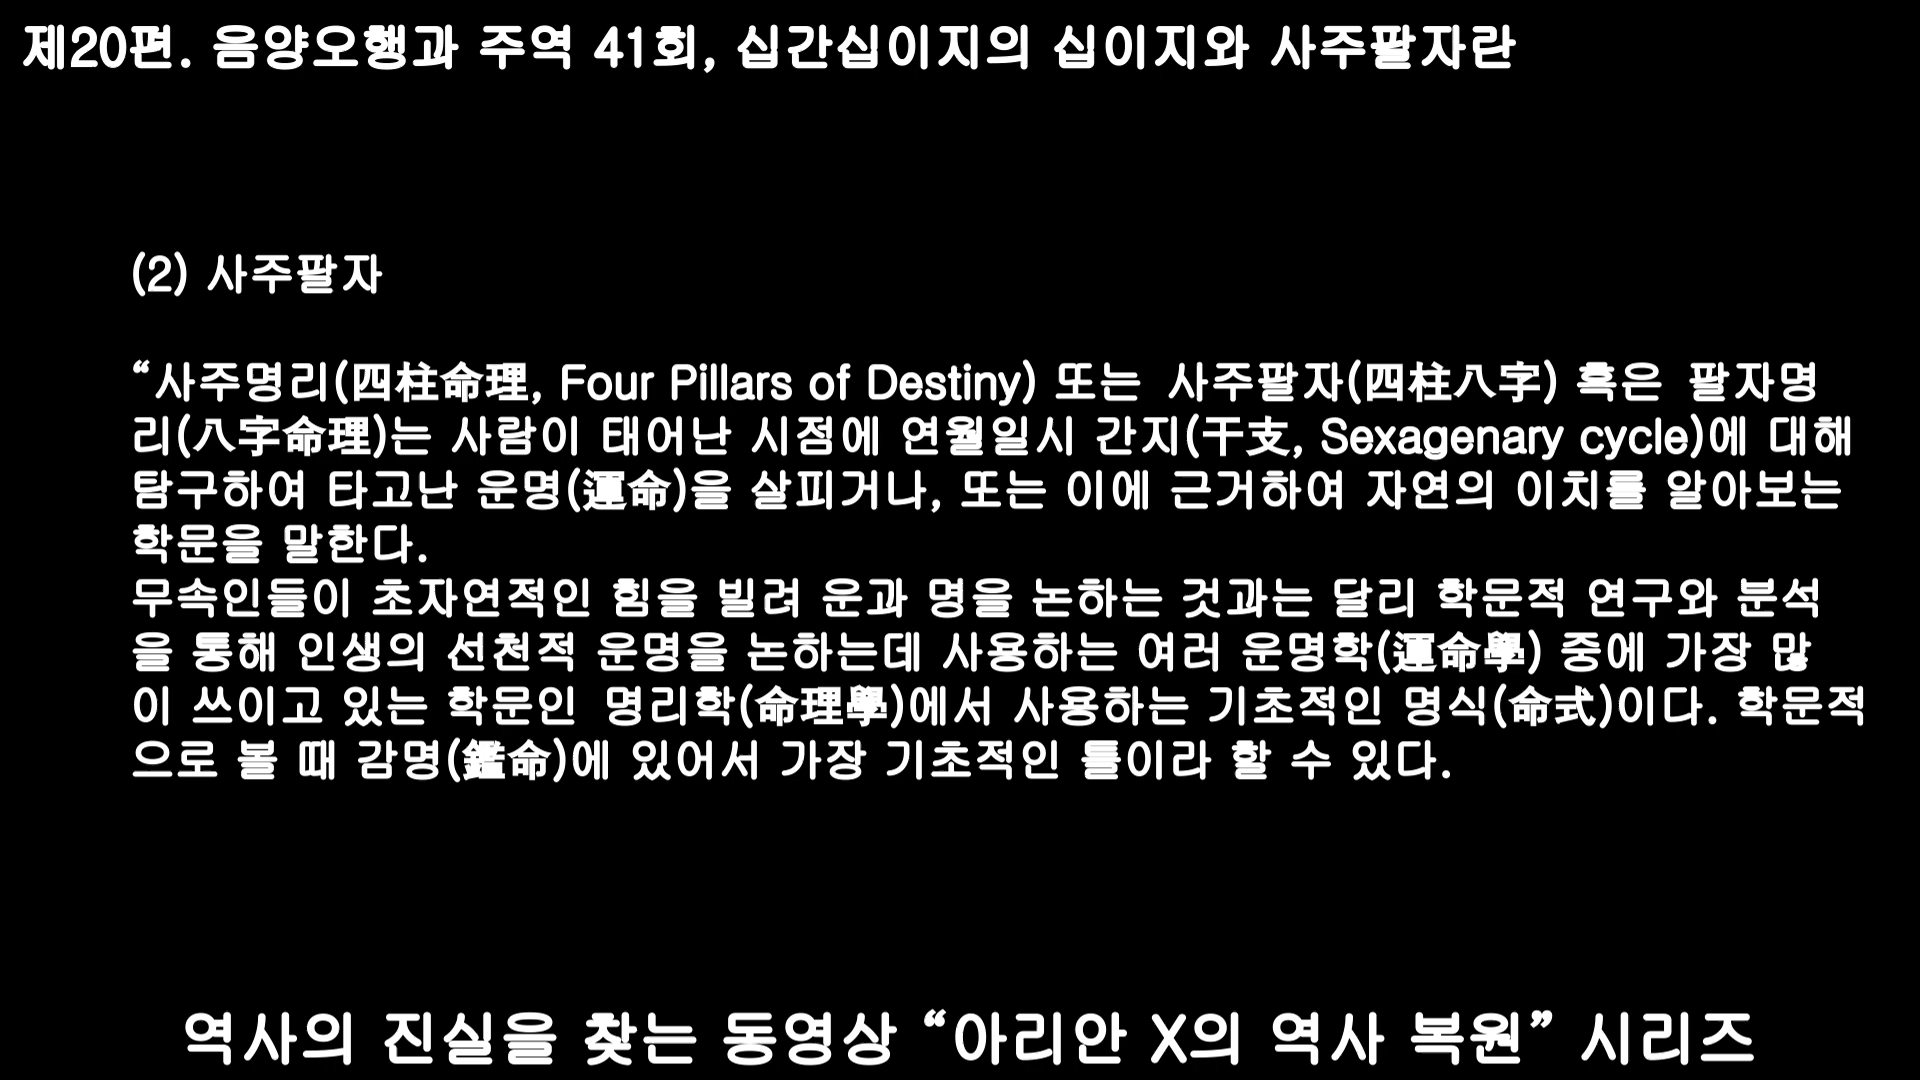 제20편. 음양오행과 주역 41회, 십간십이지의 십이지와 사주팔자란
(2) 사주팔자
“사주명리(四柱命理, Four Pillars of Destiny) 또는 사주팔자(四柱八字) 혹은 팔자명
리(八字命理)는 사람이 태어난 시점에 연월일시 간지(干支, Sexagenary cycle)에 대해
탐구하여 타고난 운명(運命)을 살피거나, 또는 이에 근거하여 자연의 이치를 알아보는
학문을 말한다.
무속인들이 초자연적인 힘을 빌려 운과 명을 논하는 것과는 달리 학문적 연구와 분석
을 통해 인생의 선천적 운명을 논하는데 사용하는 여러 운명학(運命學) 중에 가장 많
이 쓰이고 있는 학문인 명리학(命理學)에서 사용하는 기초적인 명식(命式)이다. 학문적
으로 볼 때 감명(鑑命)에 있어서 가장 기초적인 틀이라 할 수 있다.
역사의 진실을 찾는 동영상 “아리안 X의 역사 복원” 시리즈